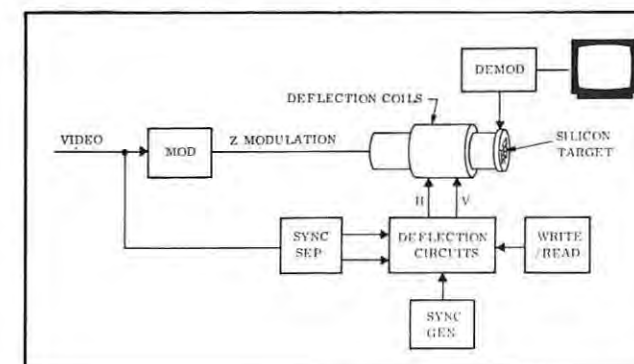 DEMOD
DEFLECTION COILS
VIDEO
MOD
Z MODULATION
SILICON
TARGET
H
V
SYNC
SEP
DEFLECTION
CIRCUITS
WRITE
/READ
SYNC
GEN